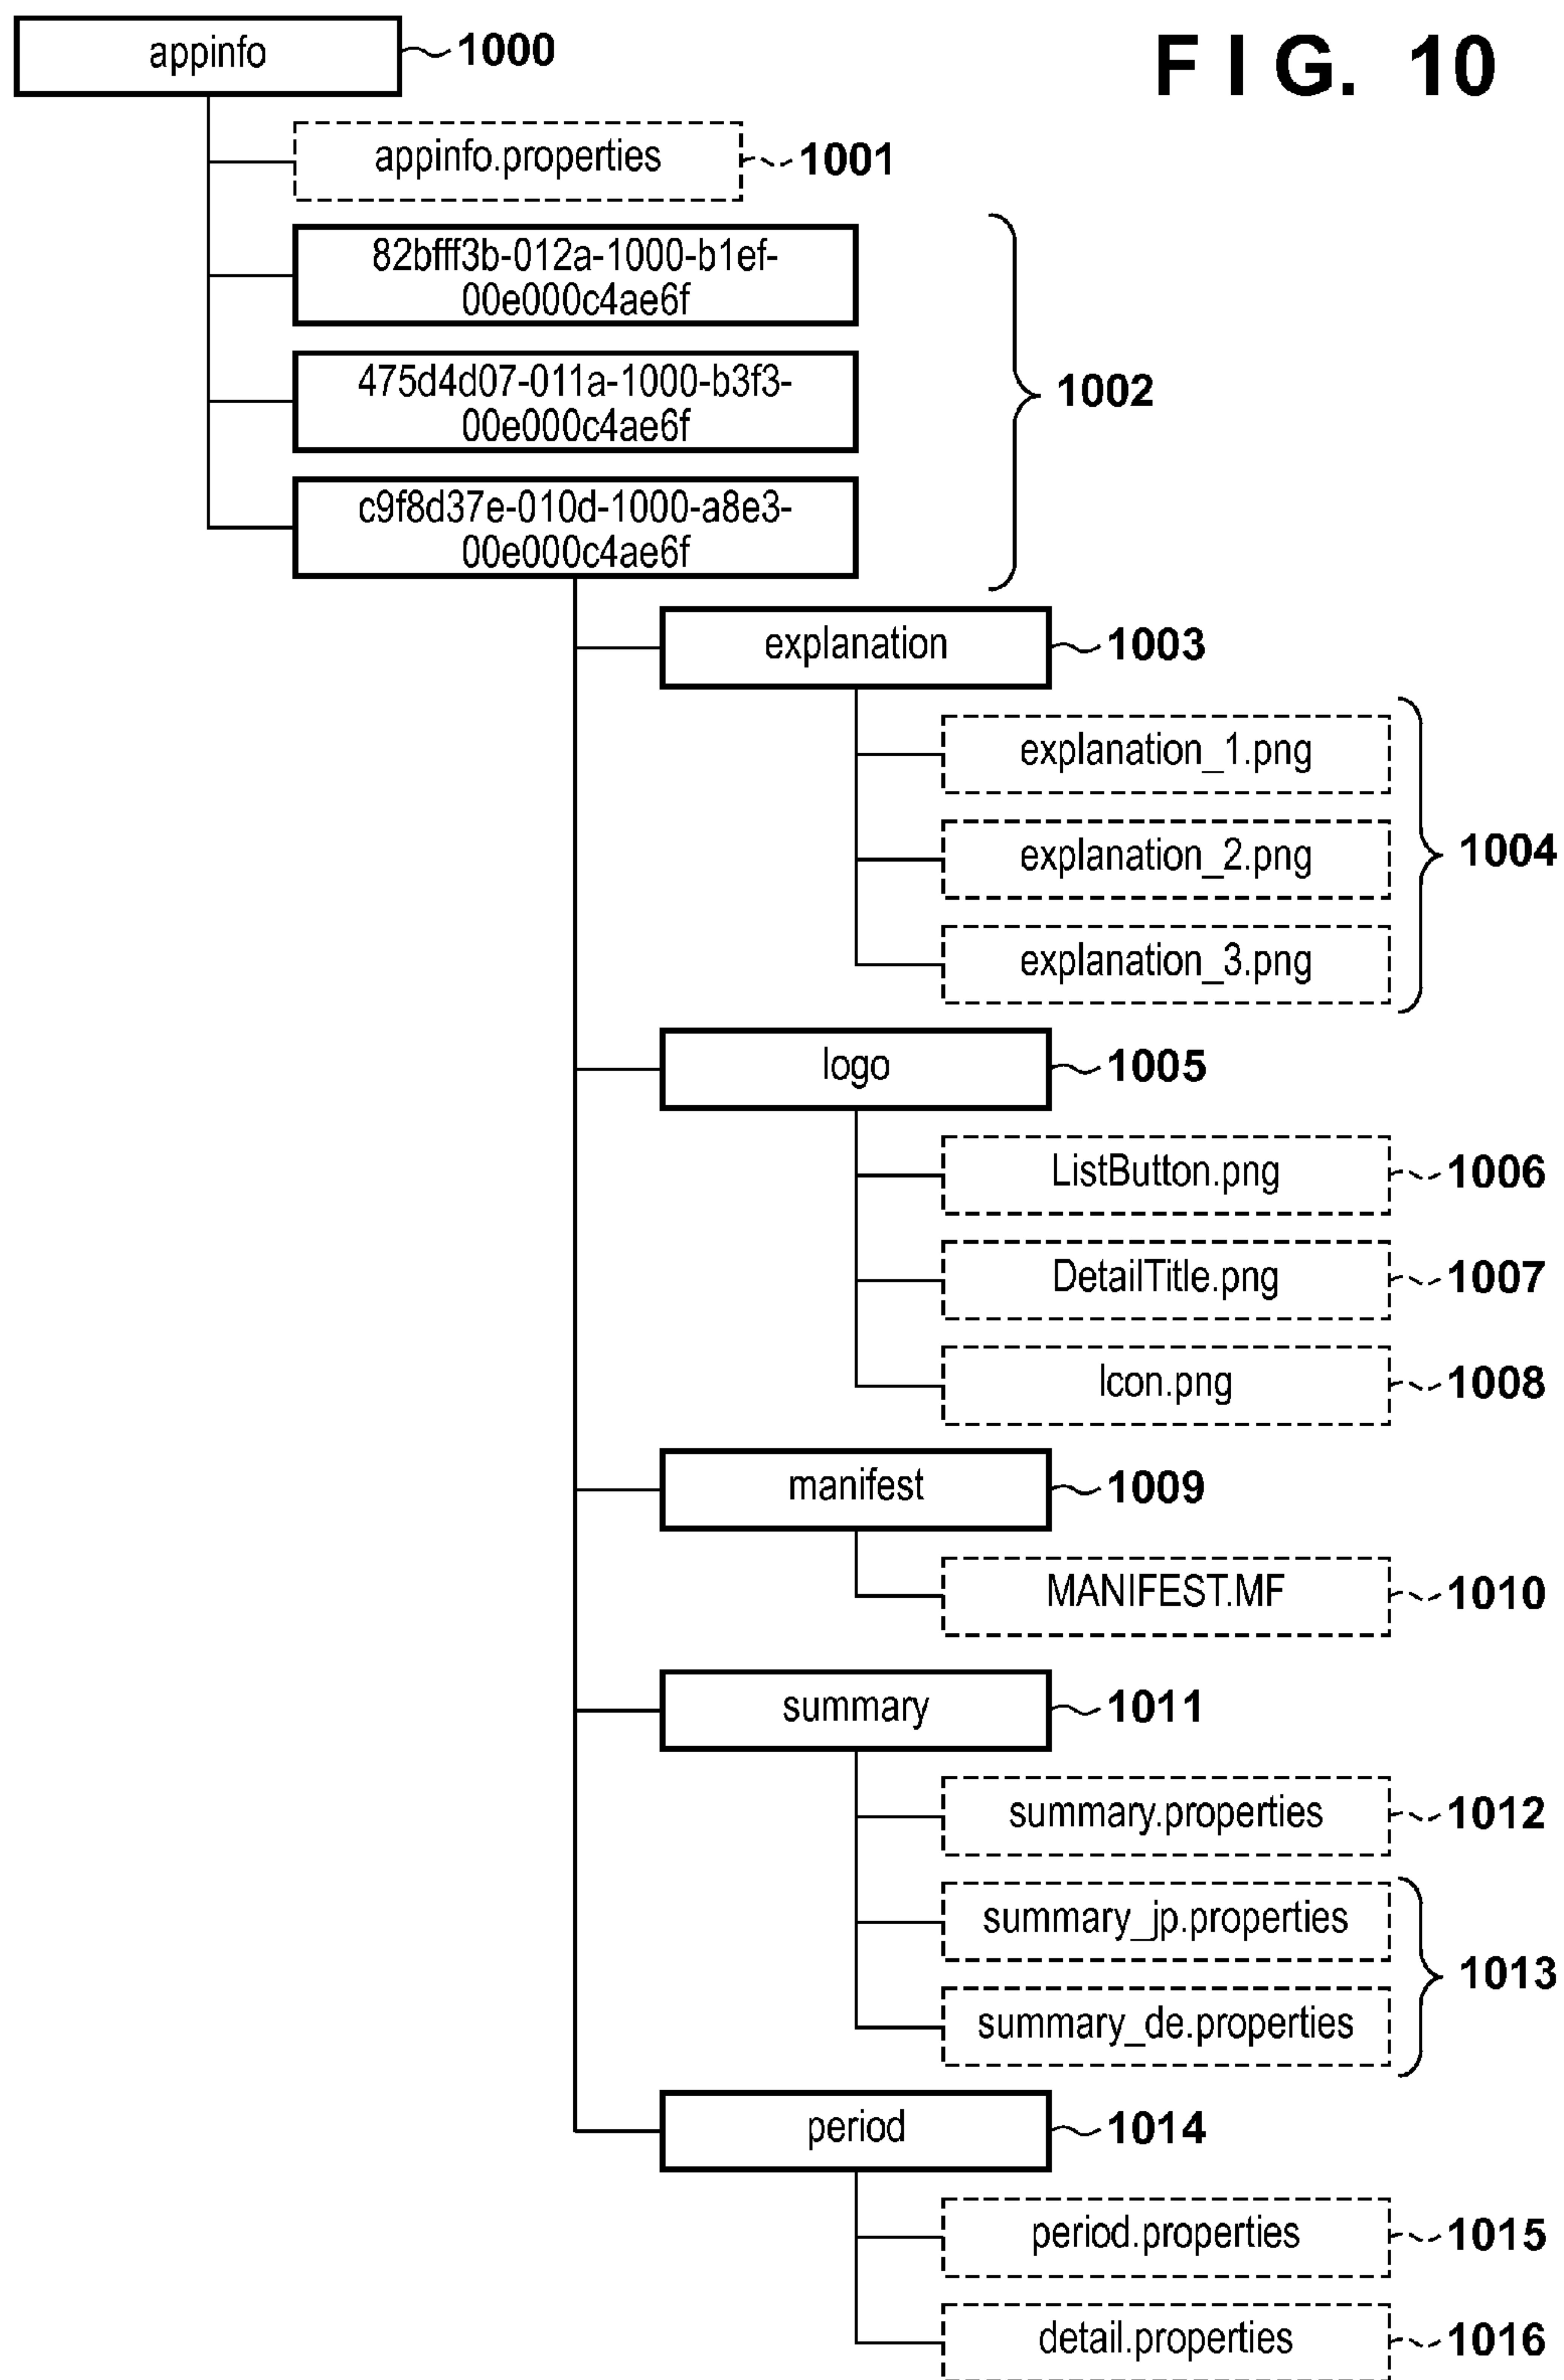 appinfo
1000
F I G. 10
appinfo.properties
1001
82bfff3b-012a-1000-b1ef-
00e000c4ae6f
475d4d07-011a-1000-b3f3-
00e000c4ae6f
1002
c9f8d37e-010d-1000-a8e3-
00e000c4ae6f
explanation
1003
explanation_1.png
explanation_2.png
1004
explanation_3.png
logo
1005
ListButton.png
1006
DetailTitle.png
1007
Icon.png
1008
manifest
1009
MANIFEST.MF
1010
summary
1011
summary.properties
1012
summary_jp.properties
1013
summary_de.properties
period
1014
period.properties
1015
detail.properties
1016